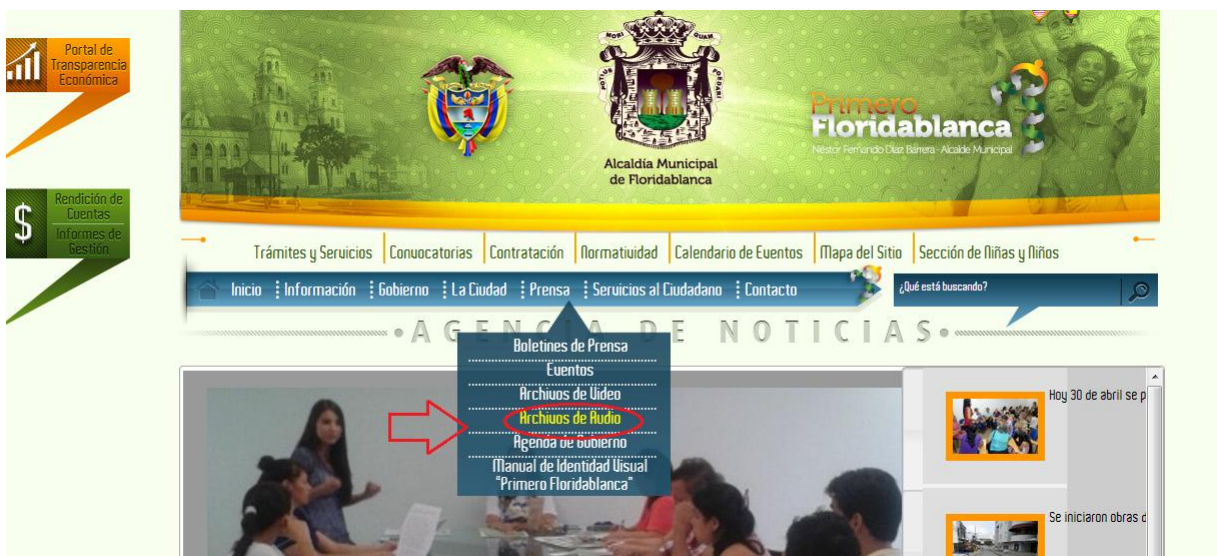 Portal de
Transparencia
Económica
Rendición de
Cuentas
Informes de
Gestión
$
Alcaldía Municipal
de Floridablanca
Primero
Floridablanca
Néstor Fernando Díaz Barrera - Alcalde Municipal
Trámites y Servicios Convocatorias Contratación Normatividad Calendario de Eventos Mapa del Sitio Sección de Niñas y Niños
Inicio Información Gobierno La Ciudad Prensa Servicios al Ciudadano Contacto ¿Qué está buscando?
AGENCIA DE NOTICIAS
Boletines de Prensa
Eventos
Archivos de Video
Archivos de Audio
Agenda de Gobierno
Manual de Identidad Visual
"Primero Floridablanca"
Hoy 30 de abril se p
Se iniciaron obras d